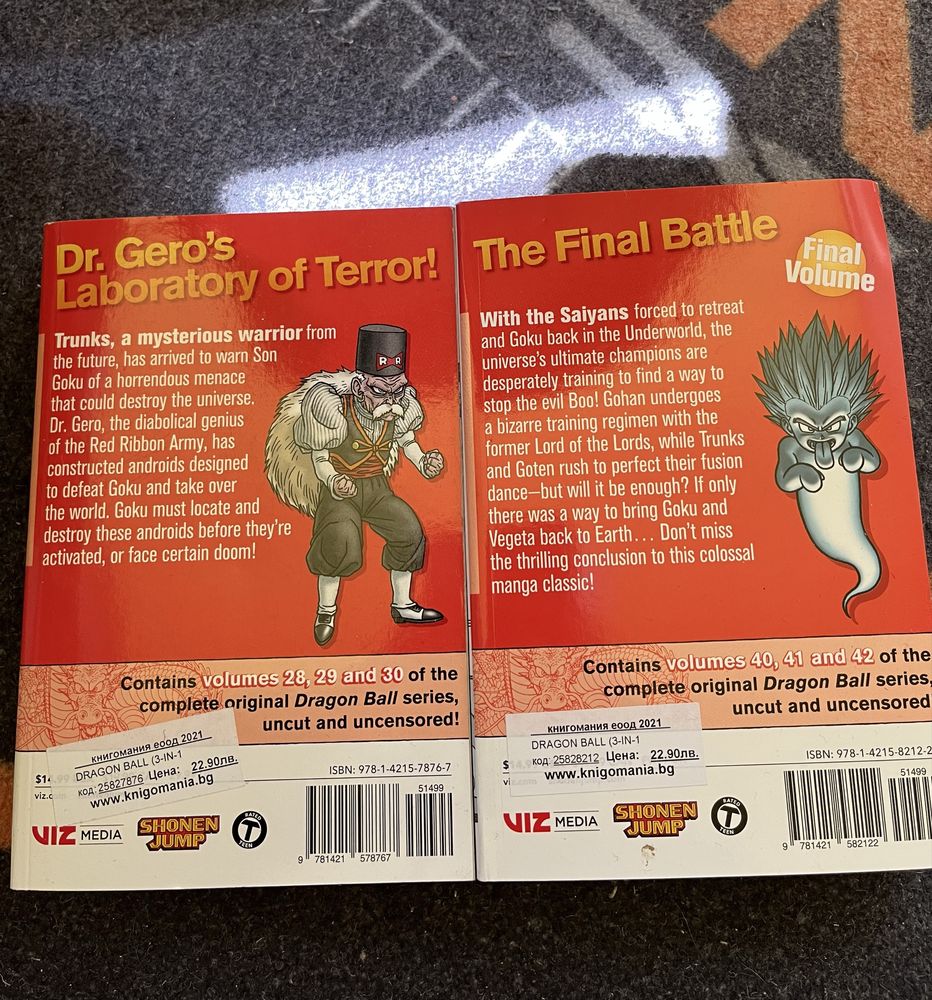 Dr. Gero's
Laboratory of Terror!
Trunks, a mysterious warrior from
the future, has arrived to warn Son
Goku of a horrendous menace
that could destroy the universe.
Dr. Gero, the diabolical genius
of the Red Ribbon Army, has
constructed androids designed
to defeat Goku and take over
the world. Goku must locate and
destroy these androids before they're
activated, or face certain doom!
R R
Contains volumes 28, 29 and 30 of the
complete original Dragon Ball series,
uncut and uncensored!
книгомания еоод 2021
DRAGON BALL (3-IN-1
код: 25827876 Цена: 22.90лв.
www.knigomania.bg
ISBN: 978-1-4215-7876-7
51499
VIZ MEDIA
SHONEN
JUMP
RATED
T
TEEN
9 781421 578767
The Final Battle
Final
Volume
With the Saiyans forced to retreat
and Goku back in the Underworld, the
universe's ultimate champions are
desperately training to find a way to
stop the evil Boo! Gohan undergoes
a bizarre training regimen with the
former Lord of the Lords, while Trunks
and Goten rush to perfect their fusion
dance—but will it be enough? If only
there was a way to bring Goku and
Vegeta back to Earth... Don't miss
the thrilling conclusion to this colossal
manga classic!
Contains volumes 40, 41 and 42 of the
complete original Dragon Ball series,
uncut and uncensored
книгомания еоод 2021
DRAGON BALL (3-IN-1
код: 25828212 Цена: 22.90лв.
www.knigomania.bg
ISBN: 978-1-4215-8212-2
51499
VIZ MEDIA
SHONEN
JUMP
RATED
T
TEEN
9 781421 582122